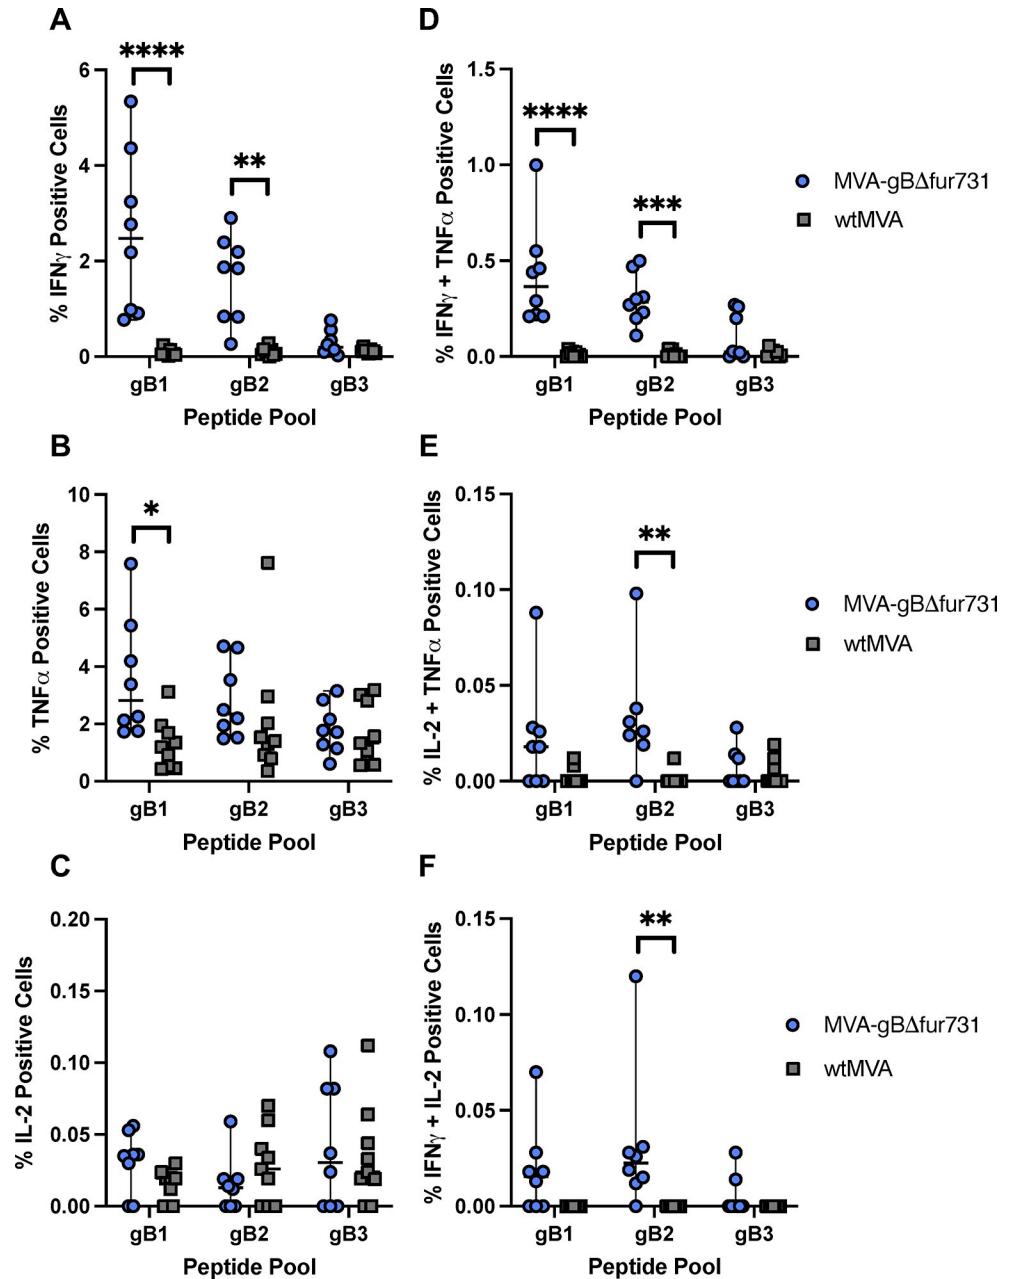 A
% IFNγ Positive Cells
6
4
2
0
****
**
gB1 gB2 gB3
Peptide Pool
D
% IFNγ + TNFα Positive Cells
1.5
1.0
0.5
0.0
****
***
gB1 gB2 gB3
Peptide Pool
MVA-gBΔfur731
wtMVA
B
% TNFα Positive Cells
10
8
6
4
2
0
*
gB1 gB2 gB3
Peptide Pool
E
% IL-2 + TNFα Positive Cells
0.15
0.10
0.05
0.00
**
gB1 gB2 gB3
Peptide Pool
MVA-gBΔfur731
wtMVA
C
% IL-2 Positive Cells
0.20
0.15
0.10
0.05
0.00
gB1 gB2 gB3
Peptide Pool
F
% IFNγ + IL-2 Positive Cells
0.15
0.10
0.05
0.00
**
gB1 gB2 gB3
Peptide Pool
MVA-gBΔfur731
wtMVA